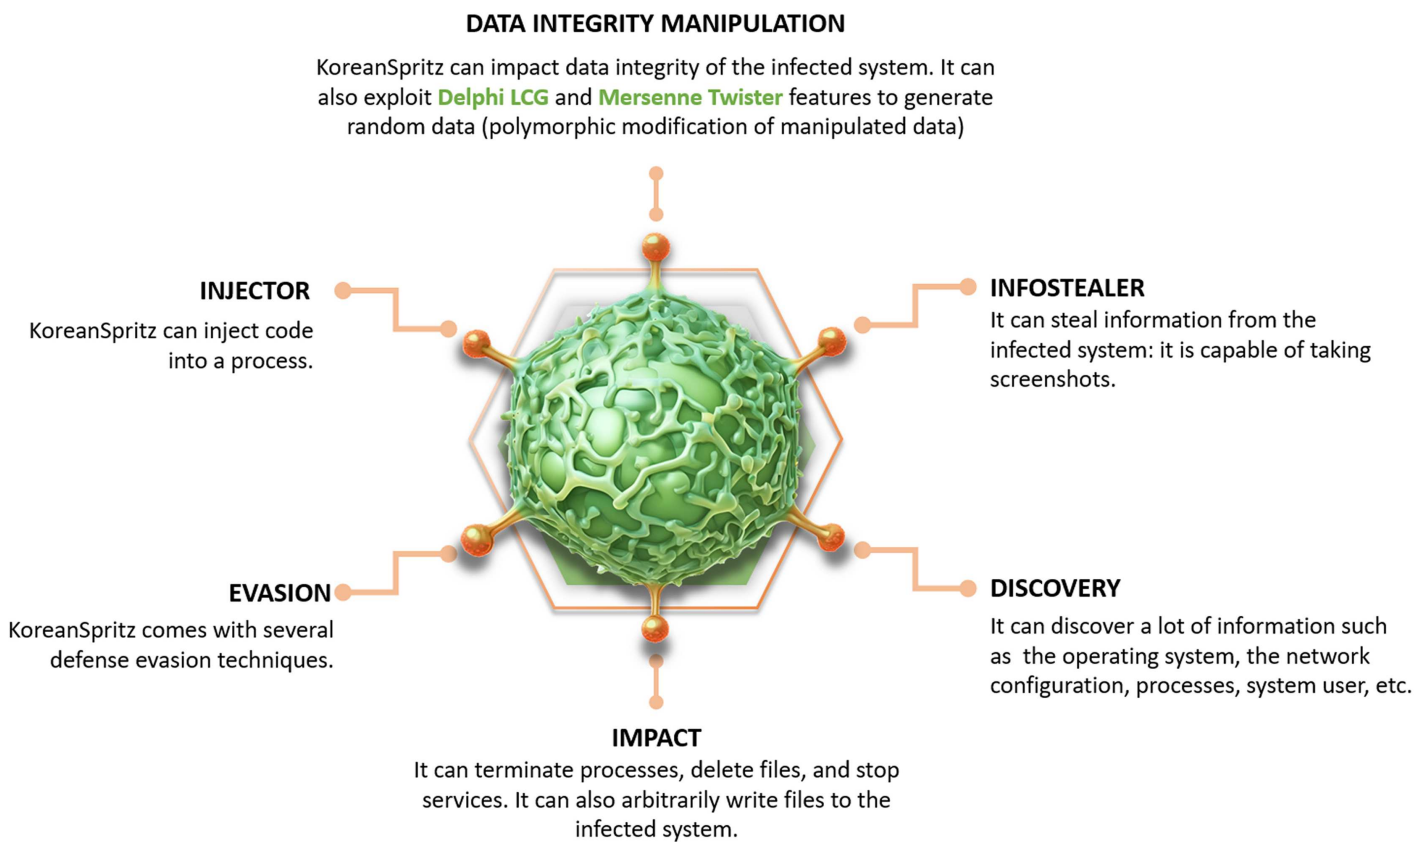 DATA INTEGRITY MANIPULATION
KoreanSpritz can impact data integrity of the infected system. It can
also exploit Delphi LCG and Mersenne Twister features to generate
random data (polymorphic modification of manipulated data)
INJECTOR
KoreanSpritz can inject code
into a process.
INFOSTEALER
It can steal information from the
infected system: it is capable of taking
screenshots.
EVASION
KoreanSpritz comes with several
defense evasion techniques.
DISCOVERY
It can discover a lot of information such
as  the operating system, the network
configuration, processes, system user, etc.
IMPACT
It can terminate processes, delete files, and stop
services. It can also arbitrarily write files to the
infected system.